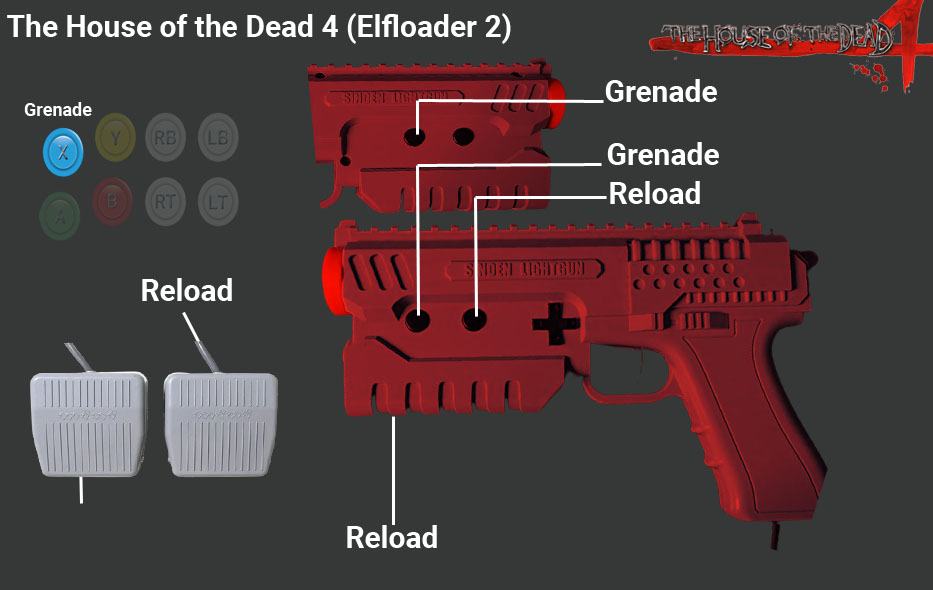 The House of the Dead 4 (Elfloader 2)
THE HOUSE OF THE DEAD 4
Grenade
X Y RB LB
A B RT LT
SINDEN LIGHTGUN
Grenade
Grenade
Reload
SINDEN LIGHTGUN
Reload
Reload